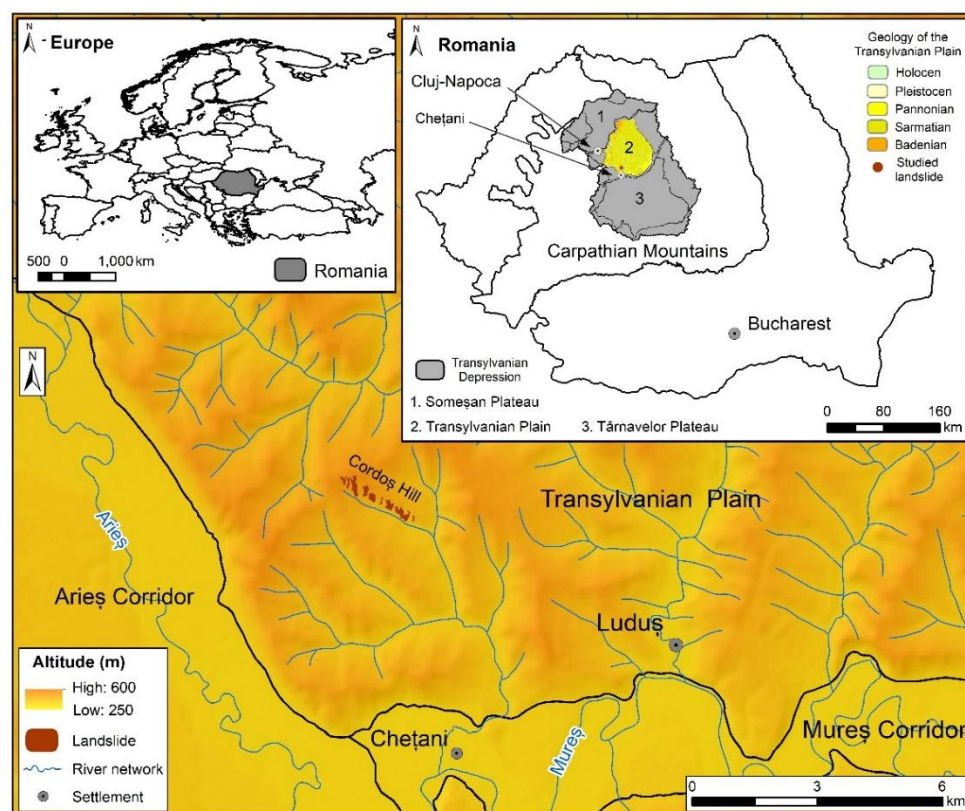 N
Europe
500 0 1,000 km
Romania
N
Romania
Cluj-Napoca
Chețani
1
2
3
Carpathian Mountains
Bucharest
Geology of the
Transylvanian Plain
Holocen
Pleistocen
Pannonian
Sarmatian
Badenian
Studied
landslide
Transylvanian
Depression
1. Someșan Plateau
2. Transylvanian Plain 3. Târnavelor Plateau
0 80 160
km
N
Cordoș Hill
Transylvanian Plain
Arieș
Arieș Corridor
Luduș
Chețani
Mureș
Mureș Corridor
Altitude (m)
High: 600
Low: 250
Landslide
River network
Settlement
0 3 6
km